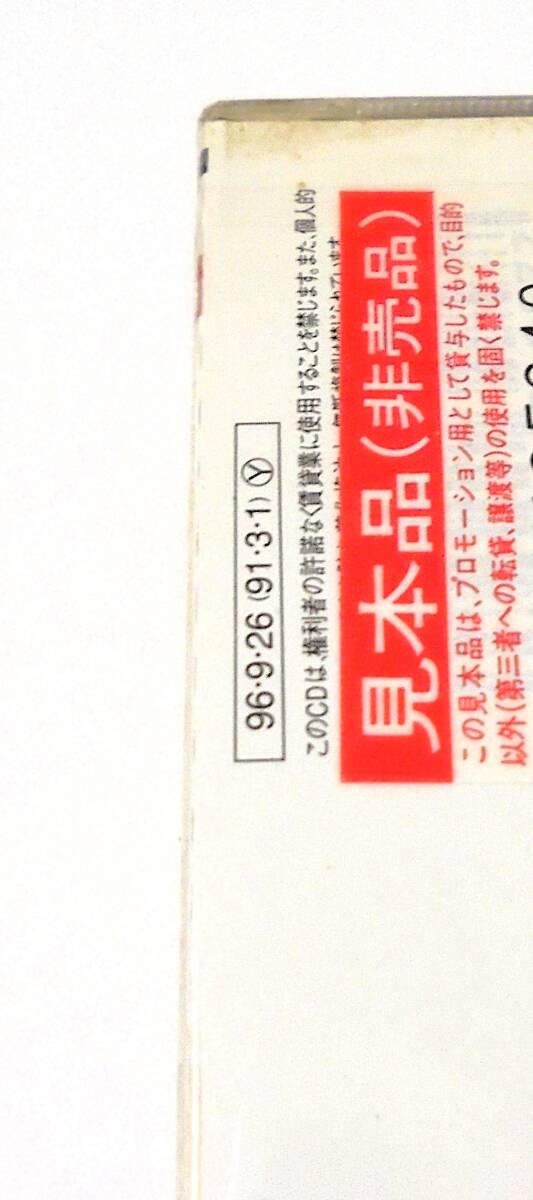 96・9・26 (91・3・1) Ⓨ
このCDは、権利者の許諾なく賃貸業に使用することを禁じます。また、個人的
見本品(非売品)
この見本品は、プロモーション用として貸与したもので、目的
以外(第三者への転貸、譲渡等)の使用を固く禁じます。